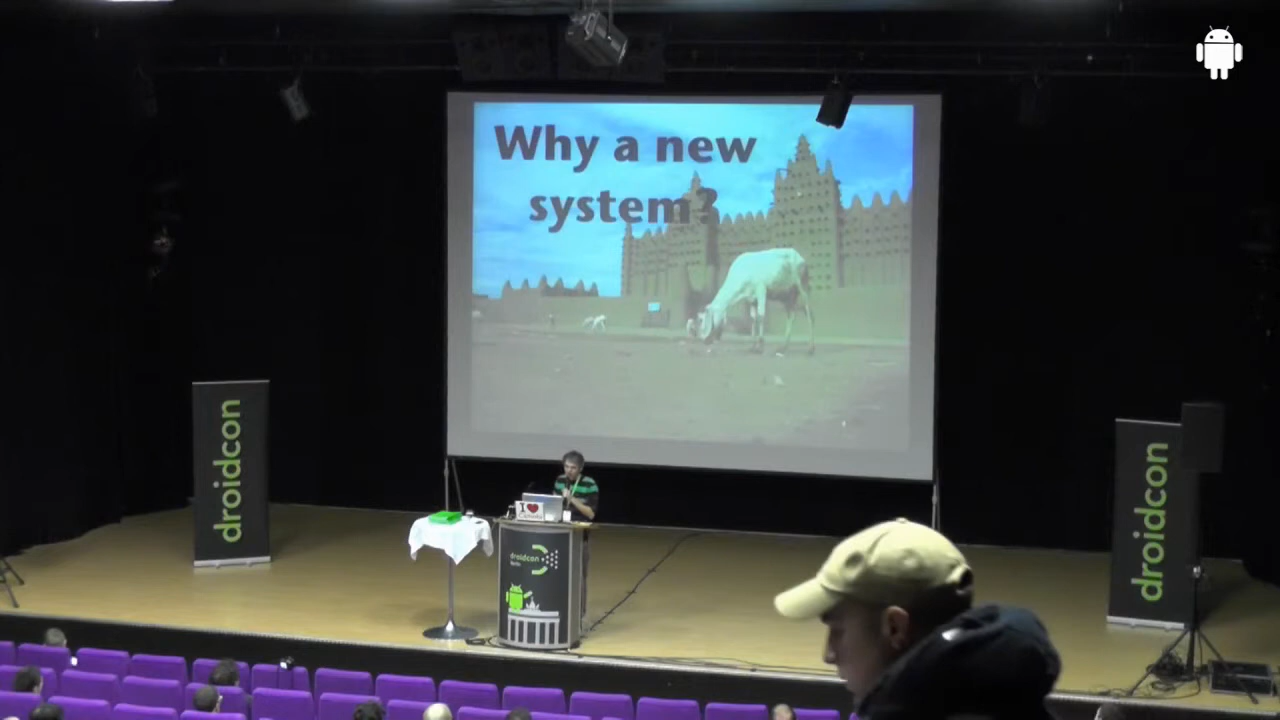 Why a new
system?
droidcon
I ❤
droidcon
droidcon